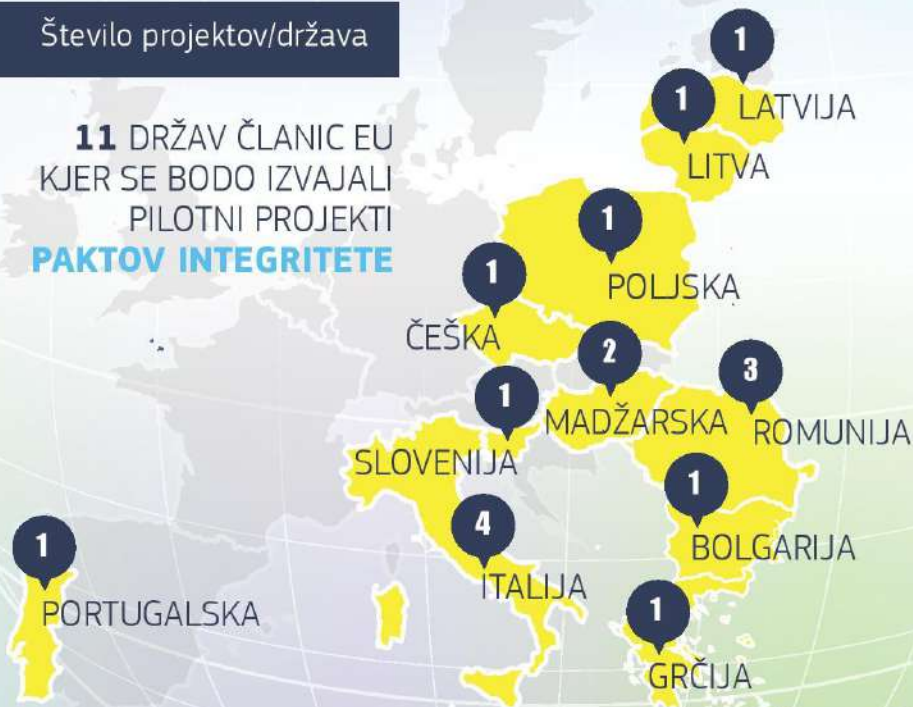 Število projektov/država
11 DRŽAV ČLANIC EU
KJER SE BODO IZVAJALI
PILOTNI PROJEKTI
PAKTOV INTEGRITETE
1
LATVIJA
1
LITVA
1
POLJSKA
1
ČEŠKA
2
MADŽARSKA
3
ROMUNIJA
1
SLOVENIJA
1
BOLGARIJA
4
ITALIJA
1
PORTUGALSKA
1
GRČIJA